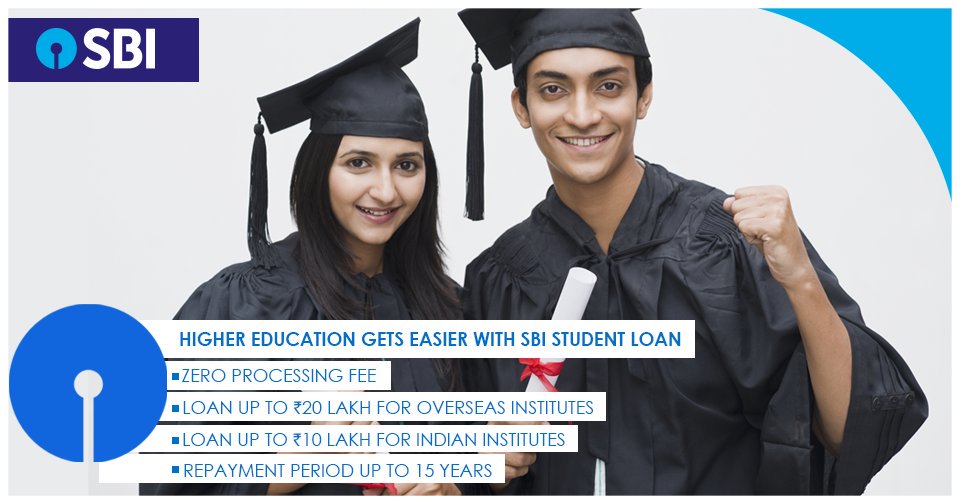 SBI
HIGHER EDUCATION GETS EASIER WITH SBI STUDENT LOAN
▪ZERO PROCESSING FEE
▪LOAN UP TO ₹20 LAKH FOR OVERSEAS INSTITUTES
▪LOAN UP TO ₹10 LAKH FOR INDIAN INSTITUTES
▪REPAYMENT PERIOD UP TO 15 YEARS